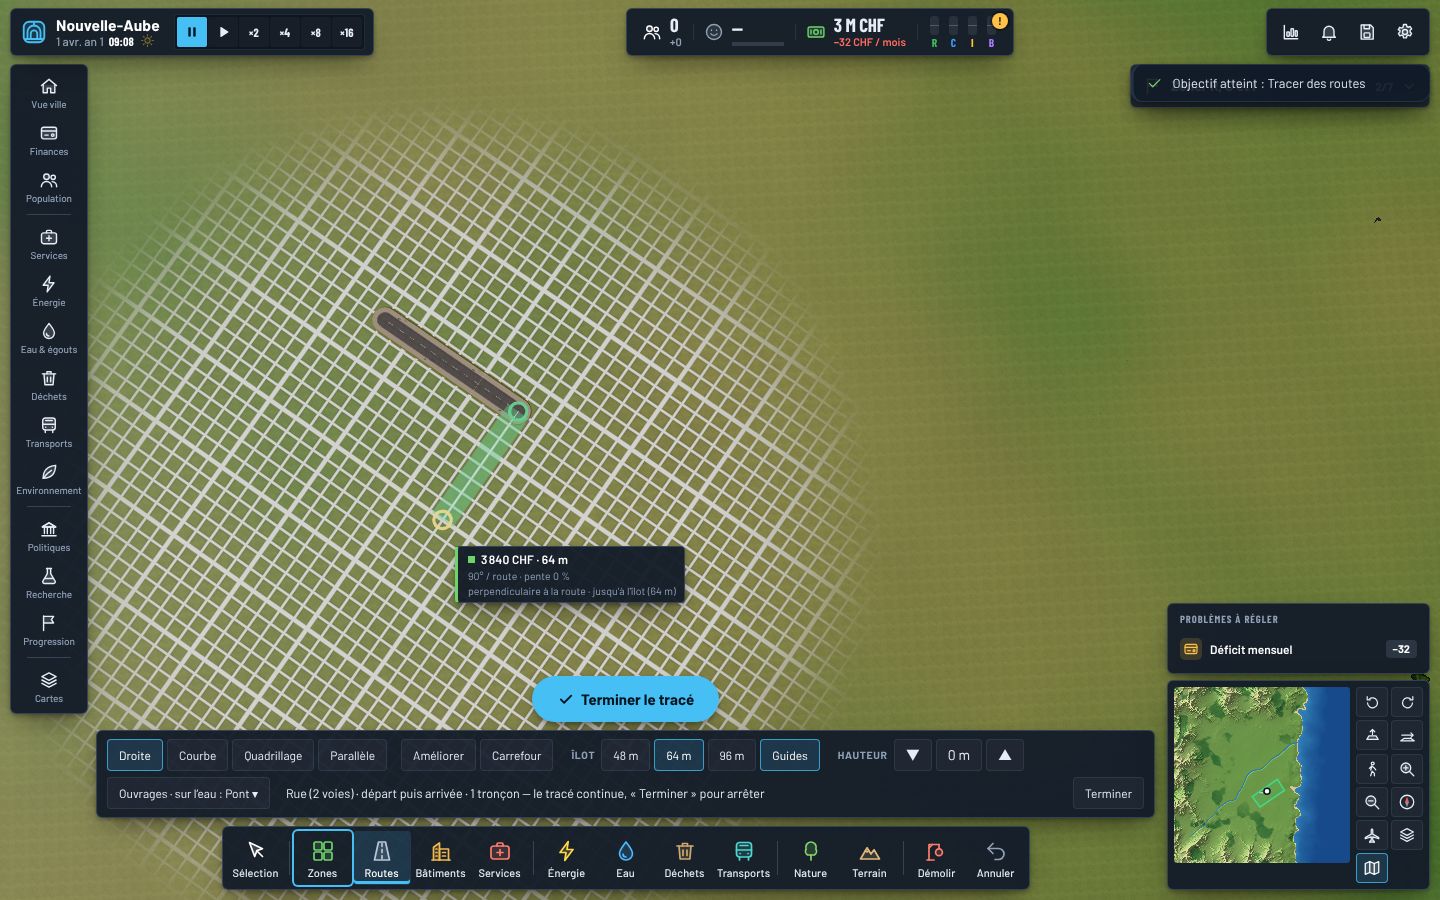 Nouvelle-Aube
1 avr. an 1 09:08
×2
×4
×8
×16
0
+0
–
3 M CHF
−32 CHF / mois
R
C
I
B
!
Objectif atteint : Tracer des routes
2/7
Vue ville
Finances
Population
Services
Énergie
Eau & égouts
Déchets
Transports
Environnement
Politiques
Recherche
Progression
Cartes
3 840 CHF · 64 m
90° / route · pente 0 %
perpendiculaire à la route · jusqu'à l'îlot (64 m)
Terminer le tracé
PROBLÈMES À RÉGLER
Déficit mensuel
−32
Droite
Courbe
Quadrillage
Parallèle
Améliorer
Carrefour
ÎLOT
48 m
64 m
96 m
Guides
HAUTEUR
▼
0 m
▲
Ouvrages · sur l'eau : Pont ▾
Rue (2 voies) · départ puis arrivée · 1 tronçon — le tracé continue, « Terminer » pour arrêter
Terminer
Sélection
Zones
Routes
Bâtiments
Services
Énergie
Eau
Déchets
Transports
Nature
Terrain
Démolir
Annuler